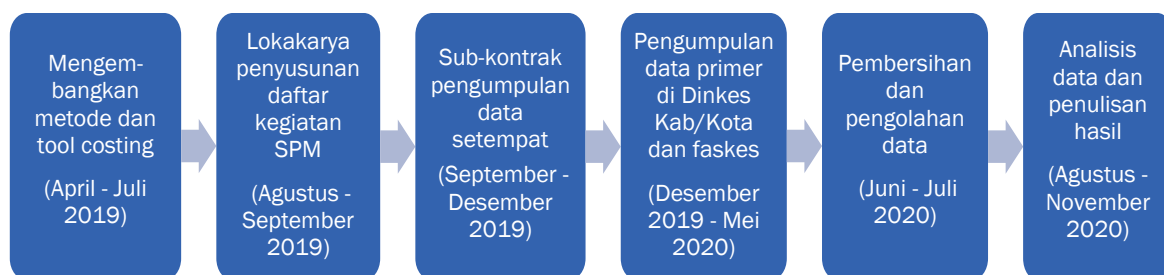 Mengem-
bangkan
metode dan
tool costing
(April - Juli
2019)
Lokakarya
penyusunan
daftar
kegiatan
SPM
(Agustus -
September
2019)
Sub-kontrak
pengumpulan
data
setempat
(September -
Desember
2019)
Pengumpulan
data primer
di Dinkes
Kab/Kota
dan faskes
(Desember
2019 - Mei
2020)
Pembersihan
dan
pengolahan
data
(Juni - Juli
2020)
Analisis
data dan
penulisan
hasil
(Agustus -
November
2020)